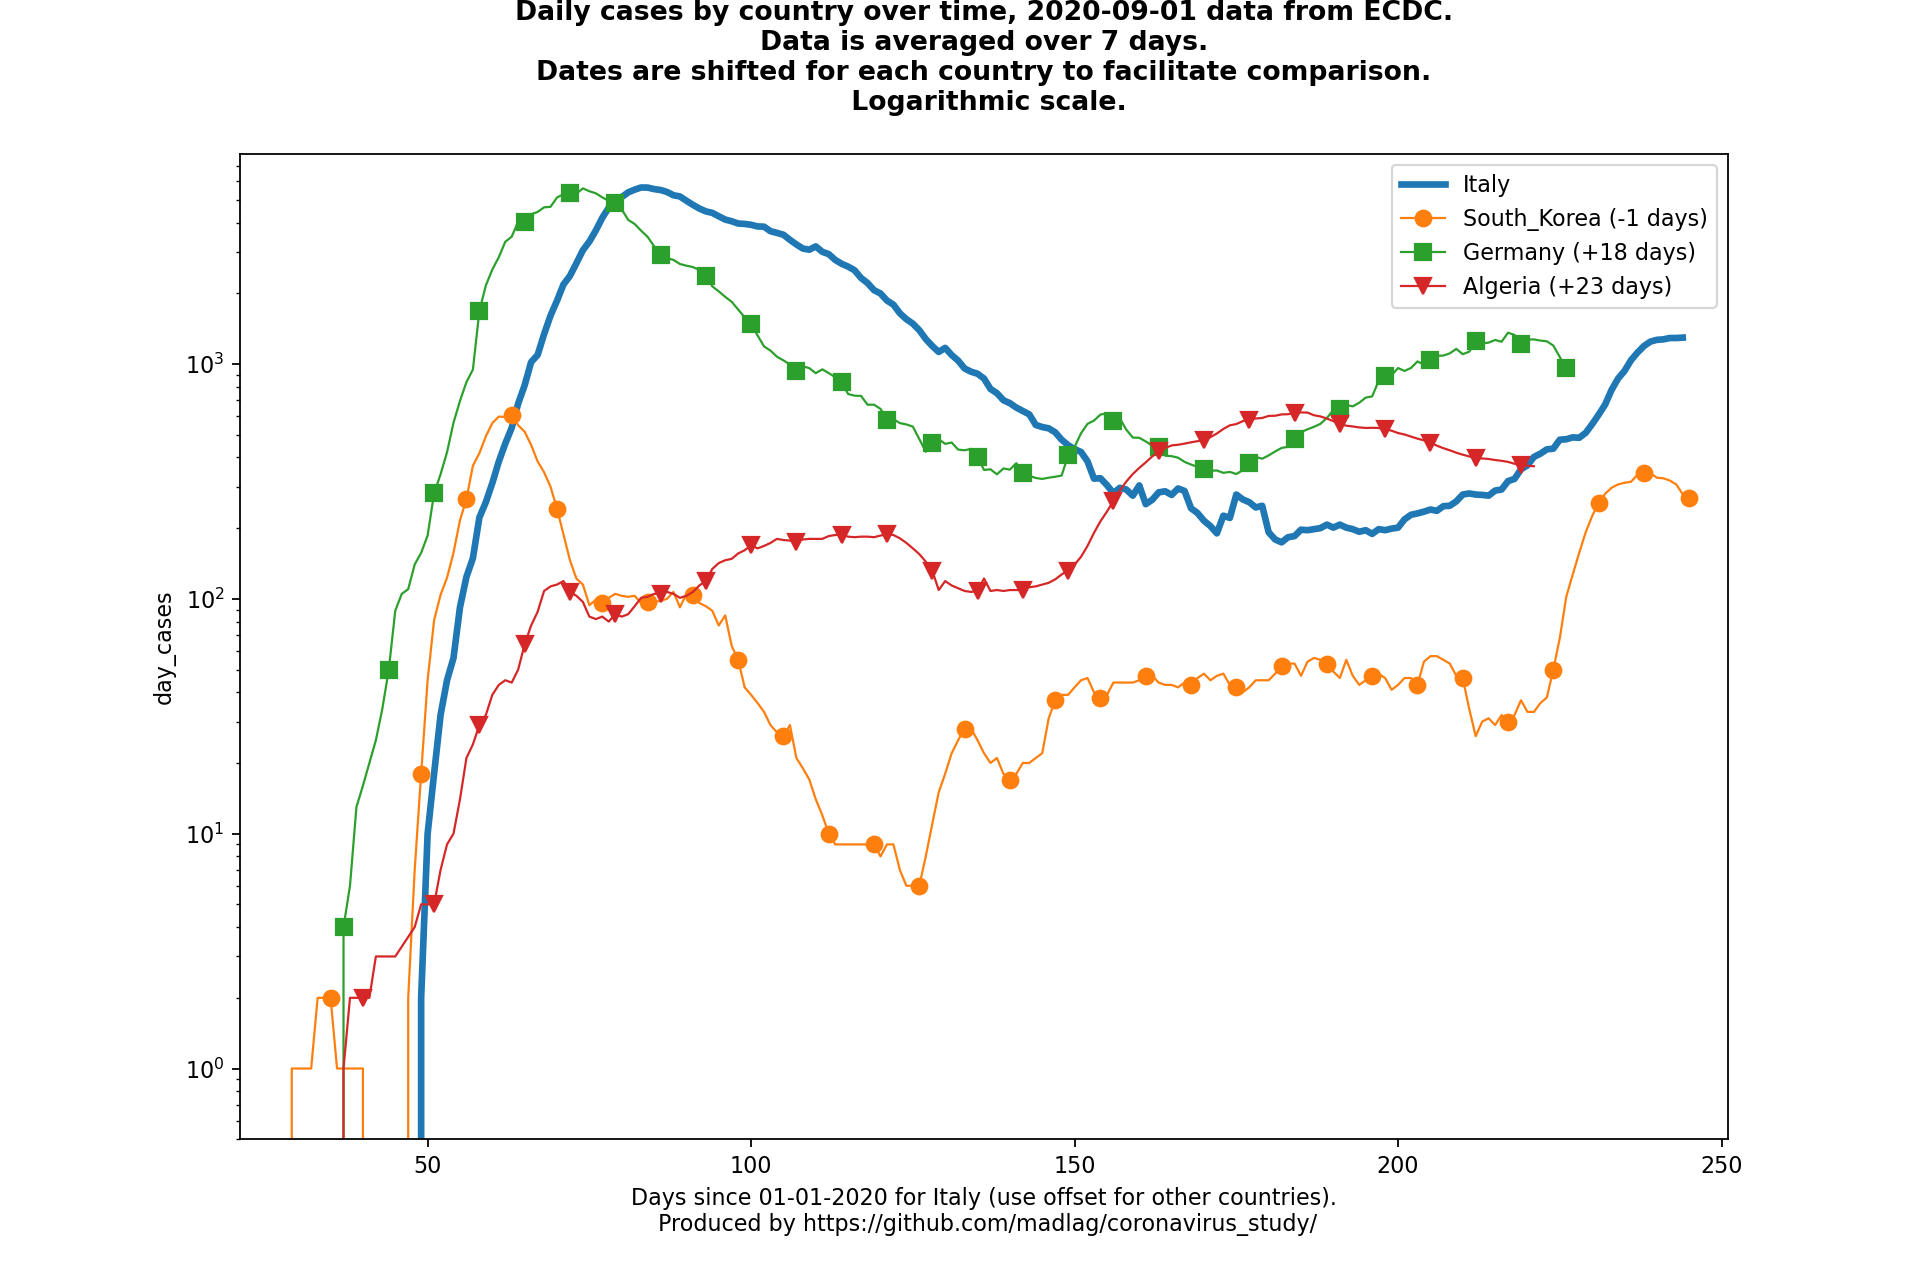 Daily cases by country over time, 2020-09-01 data from ECDC.
Data is averaged over 7 days.
Dates are shifted for each country to facilitate comparison.
Logarithmic scale.
Italy
South_Korea (-1 days)
Germany (+18 days)
Algeria (+23 days)
day_cases
10³
10²
10¹
10⁰
50 100 150 200 250
Days since 01-01-2020 for Italy (use offset for other countries).
Produced by https://github.com/madlag/coronavirus_study/